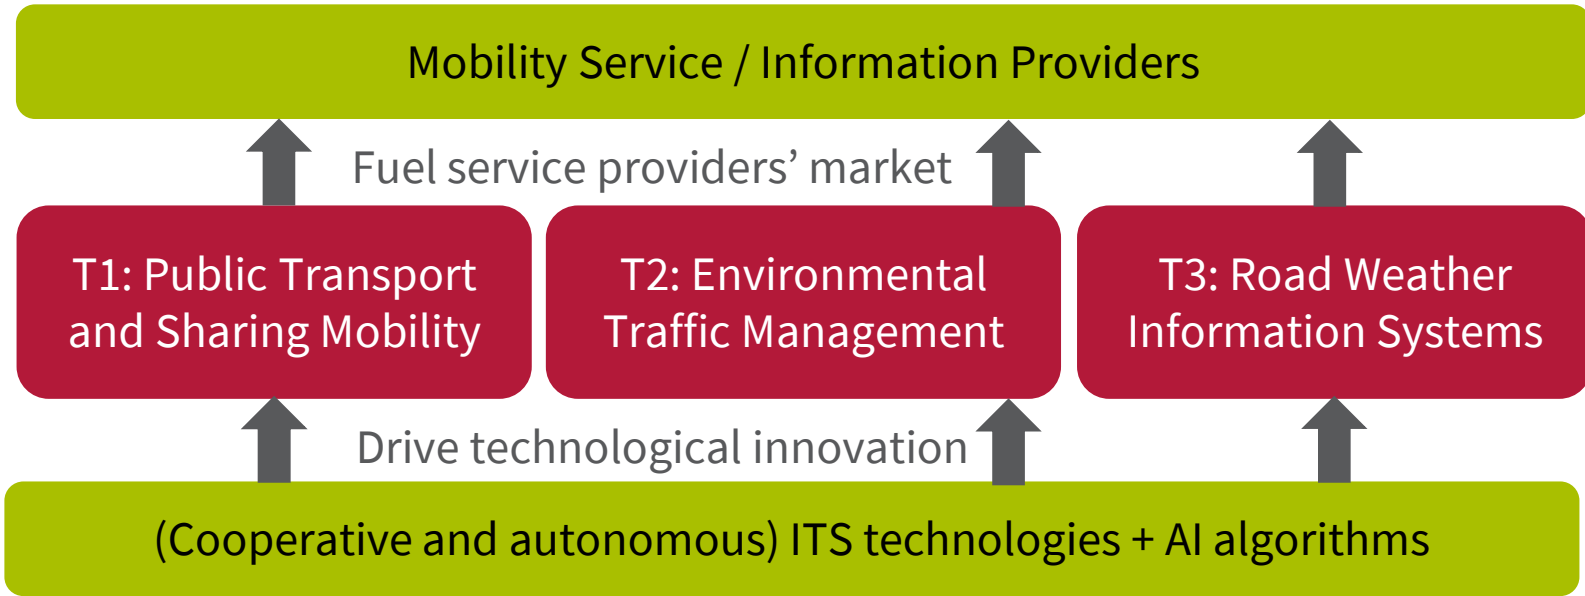 Mobility Service / Information Providers
Fuel service providers’ market
T1: Public Transport
and Sharing Mobility
T2: Environmental
Traffic Management
T3: Road Weather
Information Systems
Drive technological innovation
(Cooperative and autonomous) ITS technologies + AI algorithms